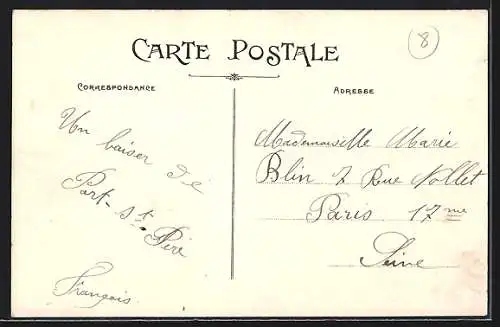 CARTE POSTALE
8
CORRESPONDANCE
ADRESSE
Un baiser de
Port-St
Père
François
Mademoiselle Marie
Blin 7 Rue Nollet
Paris 17me
Seine